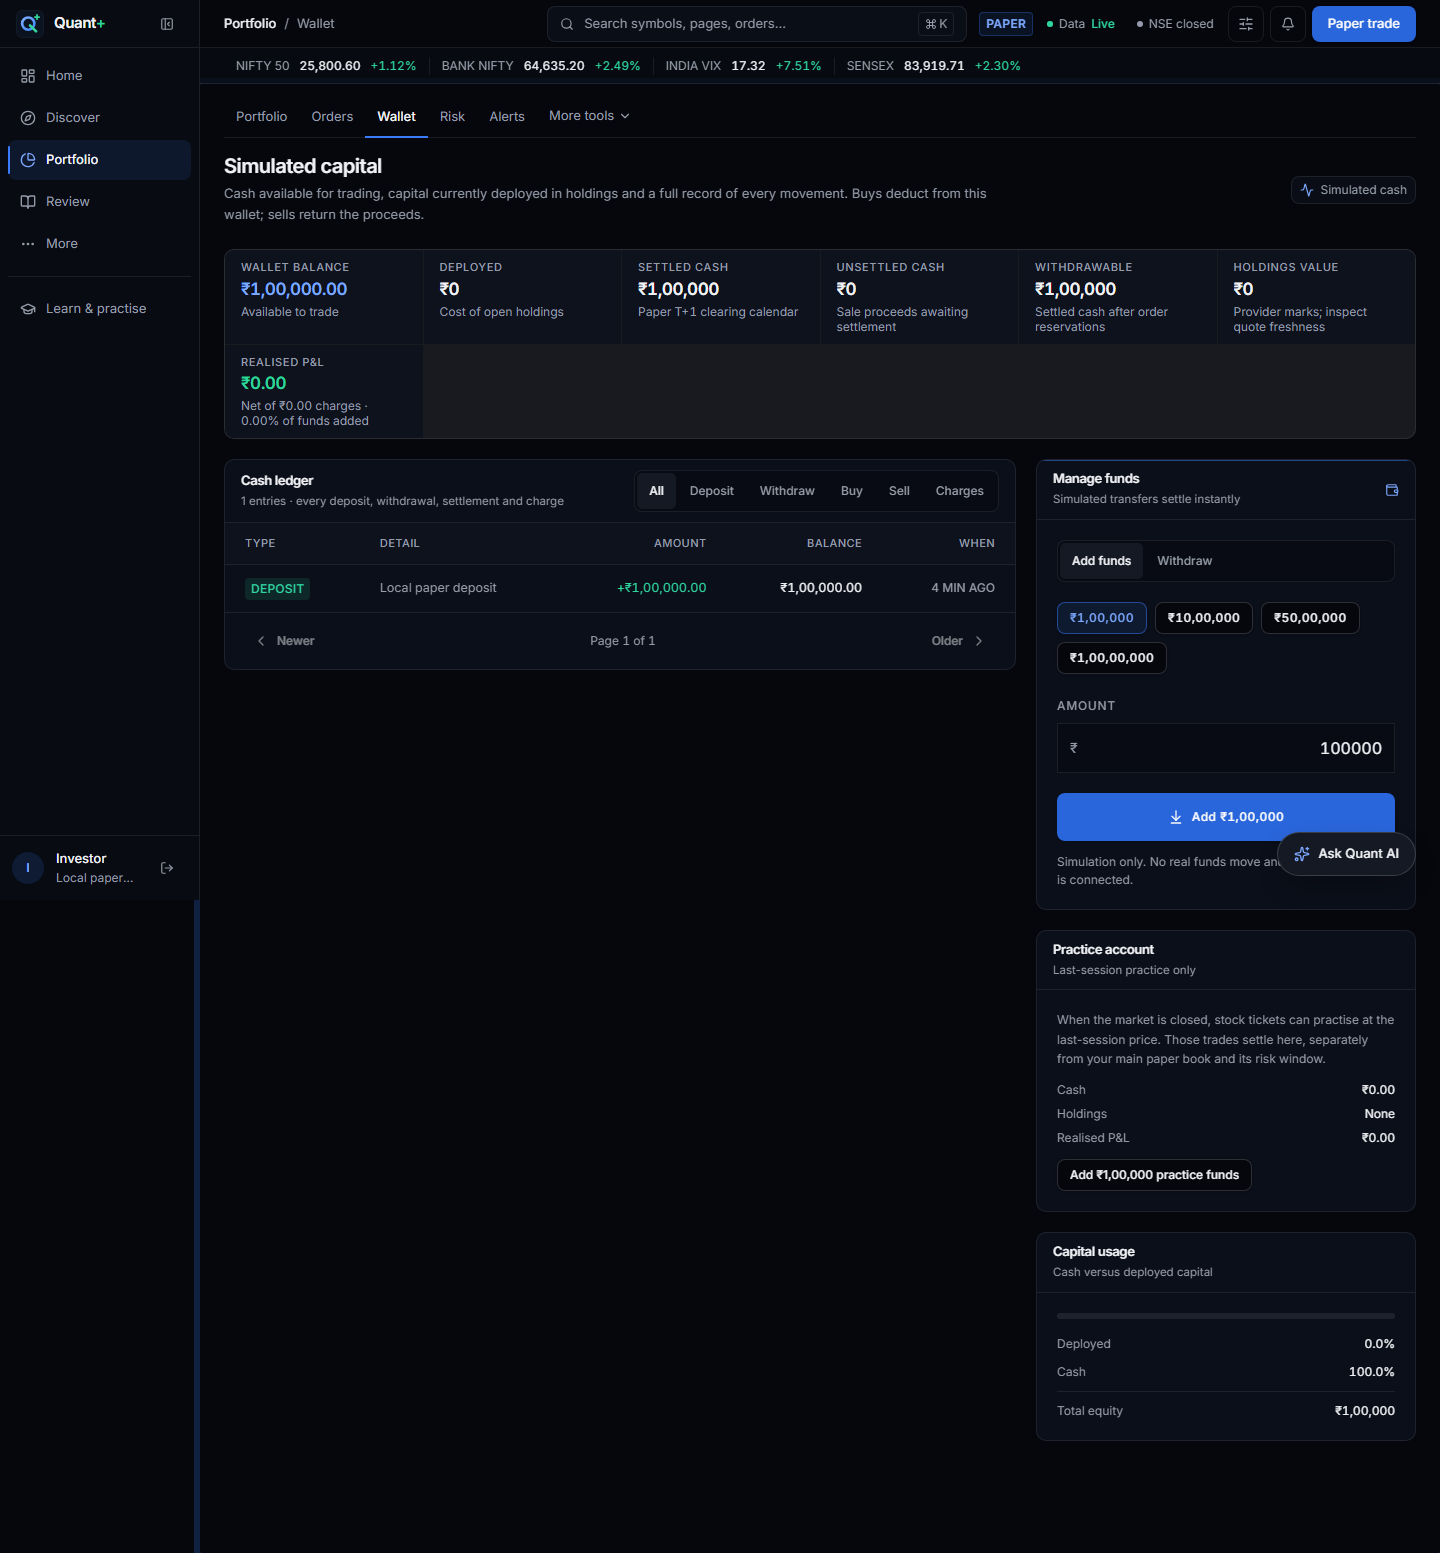 Quant+
Portfolio / Wallet
Search symbols, pages, orders...
⌘ K
PAPER
Data Live
NSE closed
Paper trade
NIFTY 50 25,800.60 +1.12%
BANK NIFTY 64,635.20 +2.49%
INDIA VIX 17.32 +7.51%
SENSEX 83,919.71 +2.30%
Home
Discover
Portfolio
Review
More
Learn & practise
Investor
Local paper...
I
Portfolio
Orders
Wallet
Risk
Alerts
More tools
Simulated capital
Cash available for trading, capital currently deployed in holdings and a full record of every movement. Buys deduct from this
wallet; sells return the proceeds.
Simulated cash
WALLET BALANCE
₹1,00,000.00
Available to trade
DEPLOYED
₹0
Cost of open holdings
SETTLED CASH
₹1,00,000
Paper T+1 clearing calendar
UNSETTLED CASH
₹0
Sale proceeds awaiting
settlement
WITHDRAWABLE
₹1,00,000
Settled cash after order
reservations
HOLDINGS VALUE
₹0
Provider marks; inspect
quote freshness
REALISED P&L
₹0.00
Net of ₹0.00 charges ·
0.00% of funds added
Cash ledger
1 entries · every deposit, withdrawal, settlement and charge
All
Deposit
Withdraw
Buy
Sell
Charges
TYPE DETAIL AMOUNT BALANCE WHEN
DEPOSIT Local paper deposit +₹1,00,000.00 ₹1,00,000.00 4 MIN AGO
Newer
Page 1 of 1
Older
Manage funds
Simulated transfers settle instantly
Add funds
Withdraw
₹1,00,000
₹10,00,000
₹50,00,000
₹1,00,00,000
AMOUNT
₹ 100000
Add ₹1,00,000
Simulation only. No real funds move an
is connected.
Ask Quant AI
Practice account
Last-session practice only
When the market is closed, stock tickets can practise at the
last-session price. Those trades settle here, separately
from your main paper book and its risk window.
Cash ₹0.00
Holdings None
Realised P&L ₹0.00
Add ₹1,00,000 practice funds
Capital usage
Cash versus deployed capital
Deployed 0.0%
Cash 100.0%
Total equity ₹1,00,000